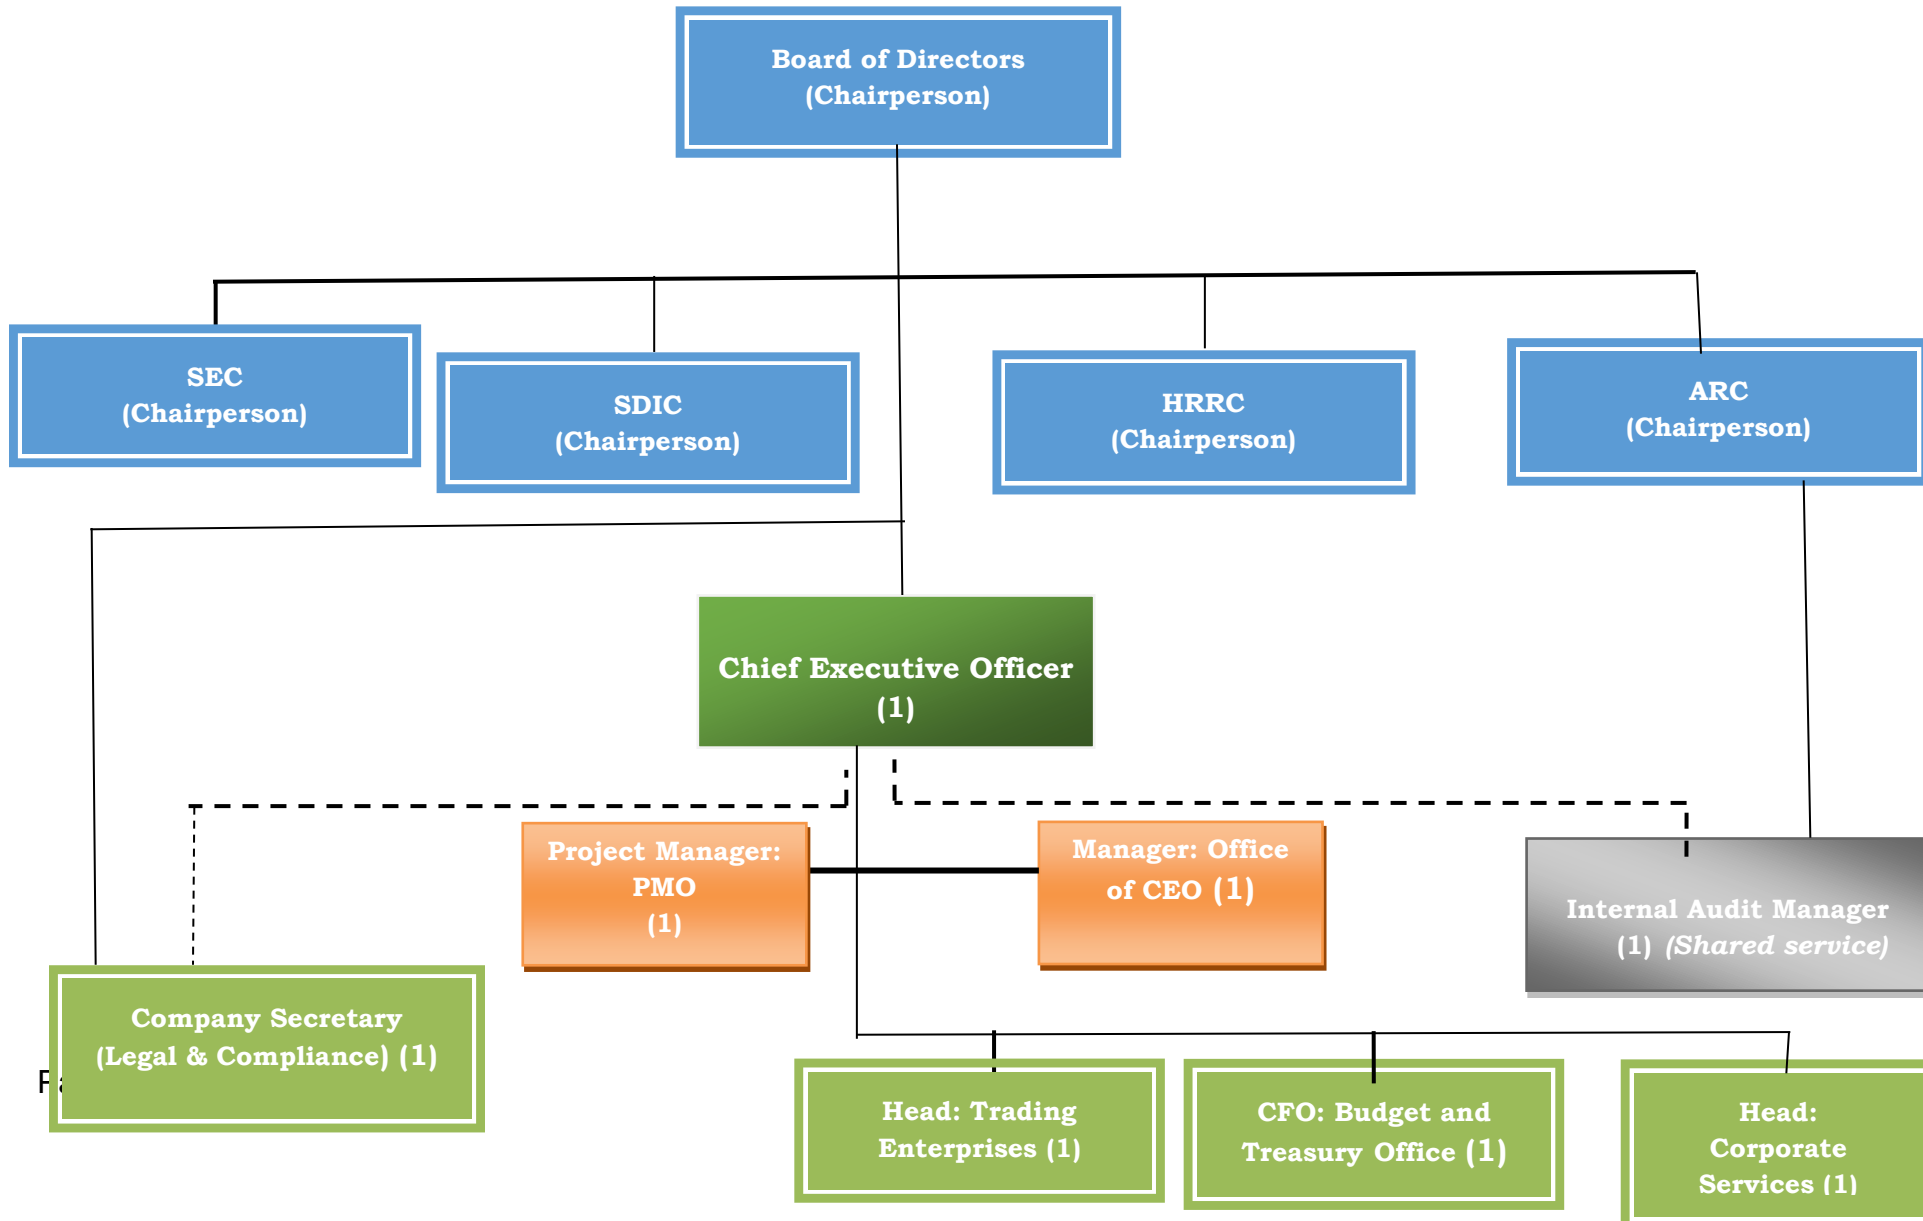 Board of Directors
(Chairperson)
SEC
(Chairperson)
SDIC
(Chairperson)
HRRC
(Chairperson)
ARC
(Chairperson)
Chief Executive Officer
(1)
Project Manager:
PMO
(1)
Manager: Office
of CEO (1)
Internal Audit Manager
(1) (Shared service)
Company Secretary
(Legal & Compliance) (1)
Head: Trading
Enterprises (1)
CFO: Budget and
Treasury Office (1)
Head:
Corporate
Services (1)